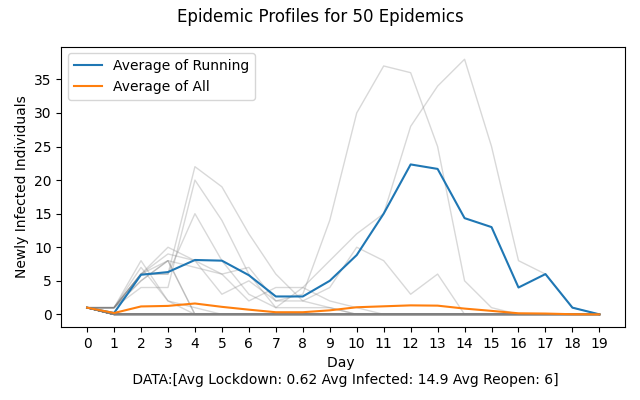 Epidemic Profiles for 50 Epidemics
Average of Running
Average of All
Newly Infected Individuals
35
30
25
20
15
10
5
0
0 1 2 3 4 5 6 7 8 9 10 11 12 13 14 15 16 17 18 19
Day
DATA:[Avg Lockdown: 0.62 Avg Infected: 14.9 Avg Reopen: 6]